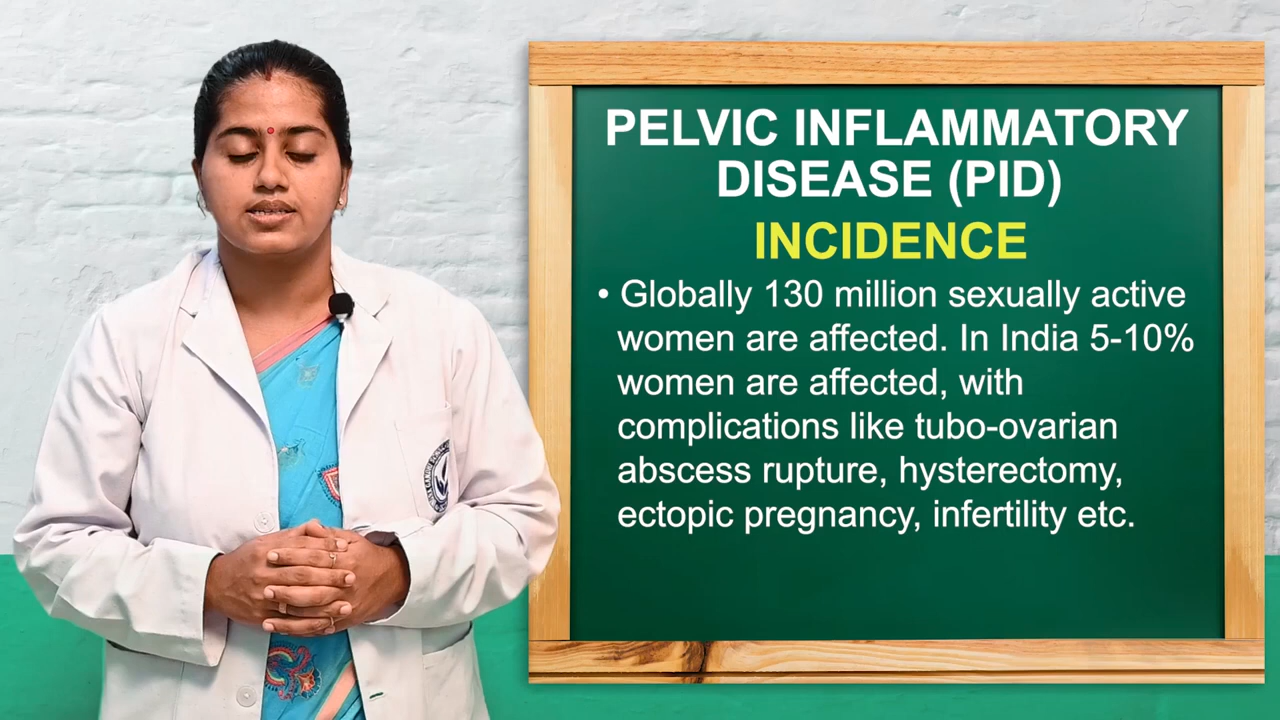 PELVIC INFLAMMATORY
DISEASE (PID)
INCIDENCE
• Globally 130 million sexually active
women are affected. In India 5-10%
women are affected, with
complications like tubo-ovarian
abscess rupture, hysterectomy,
ectopic pregnancy, infertility etc.